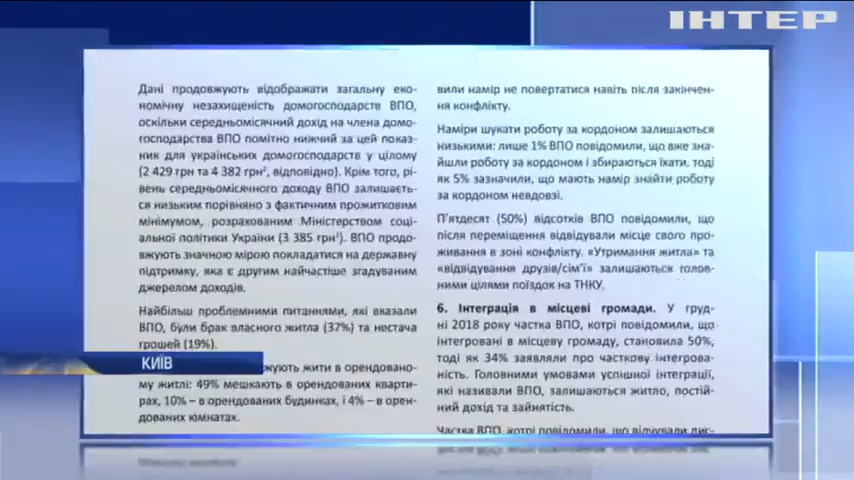 ІНТЕР
Дані продовжують відображати загальну еко-
номічну незахищеність домогосподарств ВПО,
оскільки середньомісячний дохід на члена домо-
господарства ВПО помітно нижчий за цей показ-
ник для українських домогосподарств у цілому
(2 429 грн та 4 382 грн², відповідно). Крім того, рі-
вень середньомісячного доходу ВПО залишаєть-
ся низьким порівняно з фактичним прожитковим
мінімумом, розрахованим Міністерством соці-
альної політики України (3 385 грн³). ВПО продо-
вжують значною мірою покладатися на державну
підтримку, яка є другим найчастіше згадуваним
джерелом доходів.
Найбільш проблемними питаннями, які вказали
ВПО, були брак власного житла (37%) та нестача
грошей (19%).
жують жити в орендовано-
му житлі: 49% мешкають в орендованих кварти-
рах, 10% – в орендованих будинках, і 4% – в орен-
дованих кімнатах.
вили намір не повертатися навіть після закінчен-
ня конфлікту.
Наміри шукати роботу за кордоном залишаються
низькими: лише 1% ВПО повідомили, що вже зна-
йшли роботу за кордоном і збираються їхати, тоді
як 5% зазначили, що мають намір знайти роботу
за кордоном невдовзі.
П'ятдесят (50%) відсотків ВПО повідомили, що
після переміщення відвідували місце свого про-
живання в зоні конфлікту. «Утримання житла» та
«відвідування друзів/сім'ї» залишаються голов-
ними цілями поїздок на ТНКУ.
6. Інтеграція в місцеві громади. У груд-
ні 2018 року частка ВПО, котрі повідомили, що
інтегровані в місцеву громаду, становила 50%,
тоді як 34% заявляли про часткову інтегрова-
ність. Головними умовами успішної інтеграції,
які називали ВПО, залишаються житло, постій-
ний дохід та зайнятість.
Частка ВПО, котрі повідомили, що відчували дис-
КИЇВ